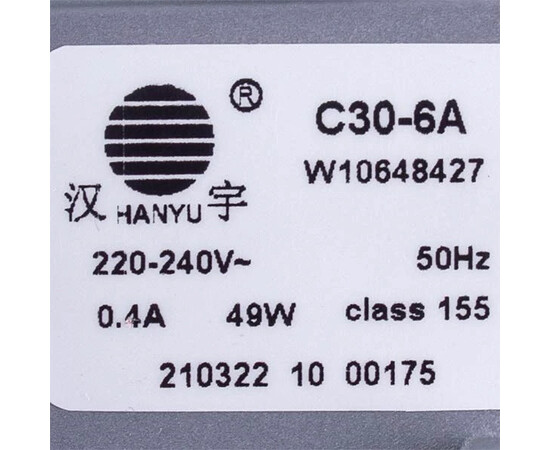 ® C30-6A
W10648427
汉 HANYU 宇
220-240V~ 50Hz
0.4A 49W class 155
210322 10 00175